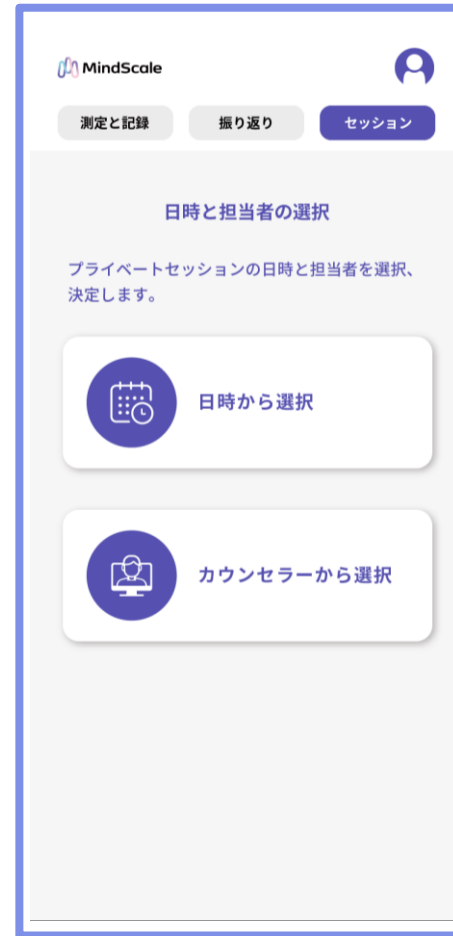 MindScale
測定と記録
振り返り
セッション
日時と担当者の選択
プライベートセッションの日時と担当者を選択、
決定します。
日時から選択
カウンセラーから選択